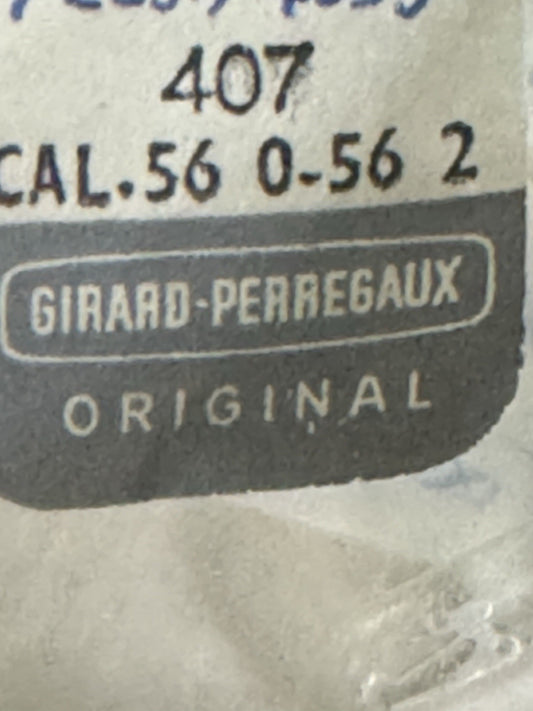 407
CAL.56 0-56 2
GIRARD-PERREGAUX
ORIGINAL